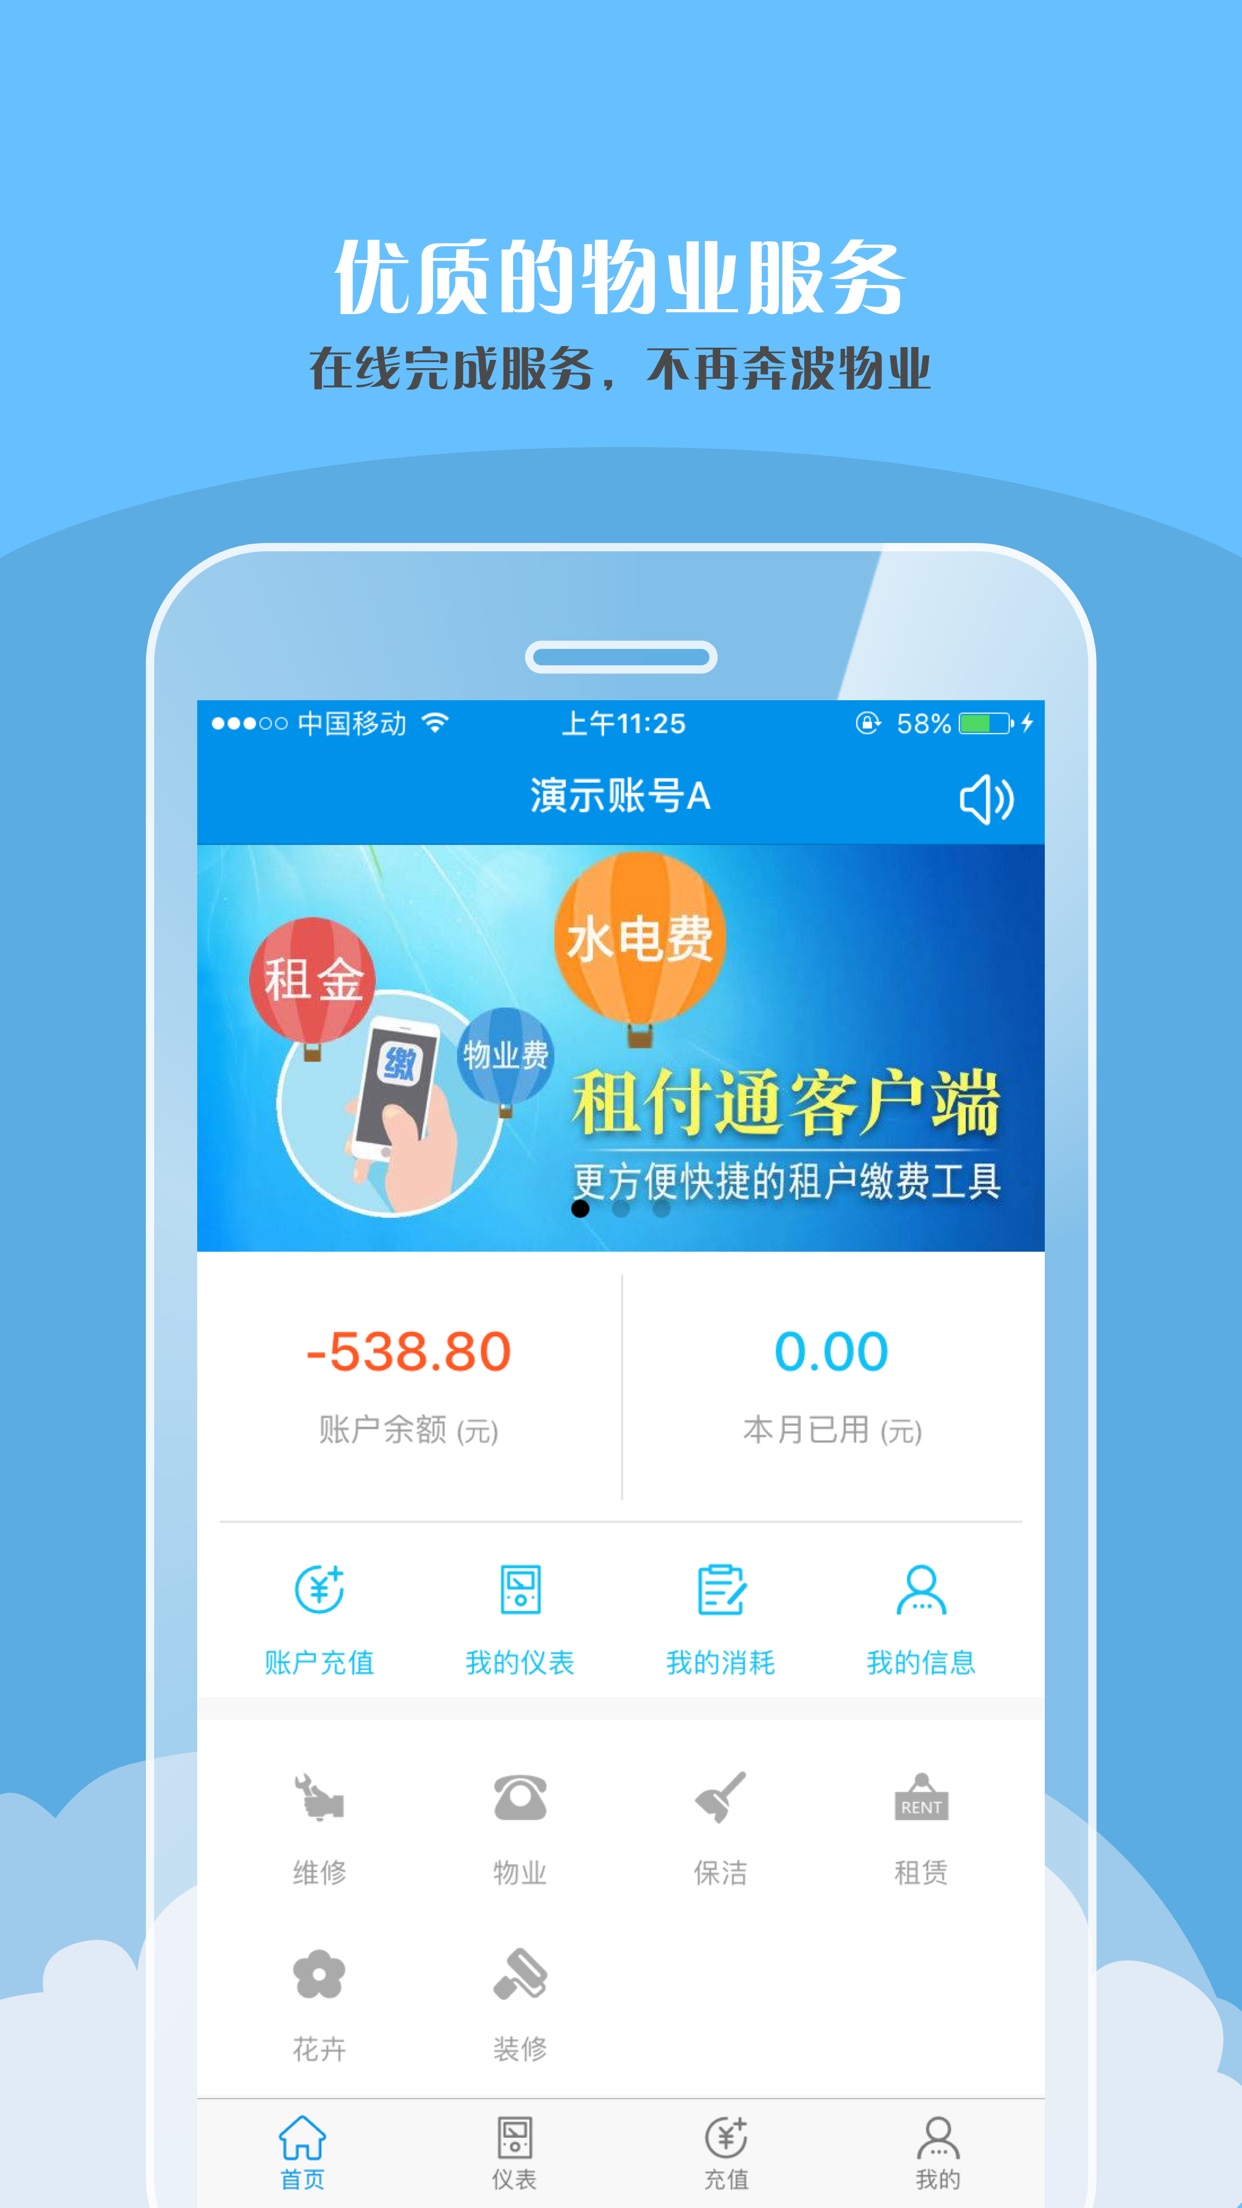 优质的物业服务
在线完成服务，不再奔波物业
中国移动 上午11:25 58%
演示账号A
水电费
租金
缴
物业费
租付通客户端
更方便快捷的租户缴费工具
-538.80 0.00
账户余额 (元) 本月已用 (元)
账户充值 我的仪表 我的消耗 我的信息
RENT
维修 物业 保洁 租赁
花卉 装修
首页 仪表 充值 我的